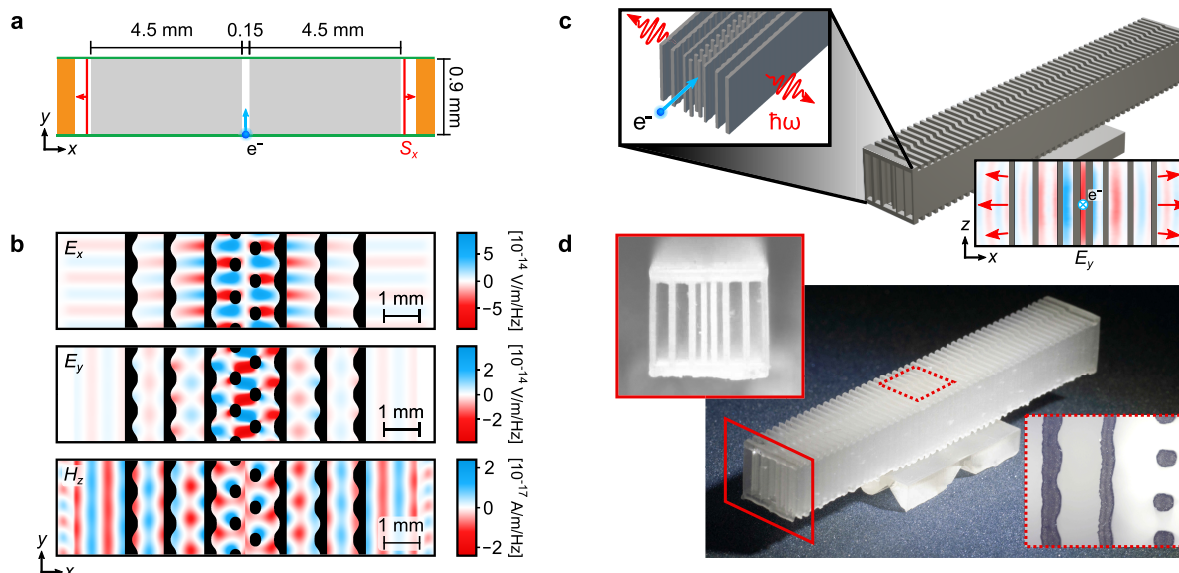 a
4.5 mm 0.15 4.5 mm
0.9 mm
y
x
e⁻
Sₓ
b
Eₓ
1 mm
[10⁻¹⁴ V/m/Hz]
5
0
−5
E_y
1 mm
[10⁻¹⁴ V/m/Hz]
2
0
−2
H_z
1 mm
[10⁻¹⁷ A/m/Hz]
2
0
−2
y
x
c
e⁻
ħω
e⁻
z
x
E_y
d